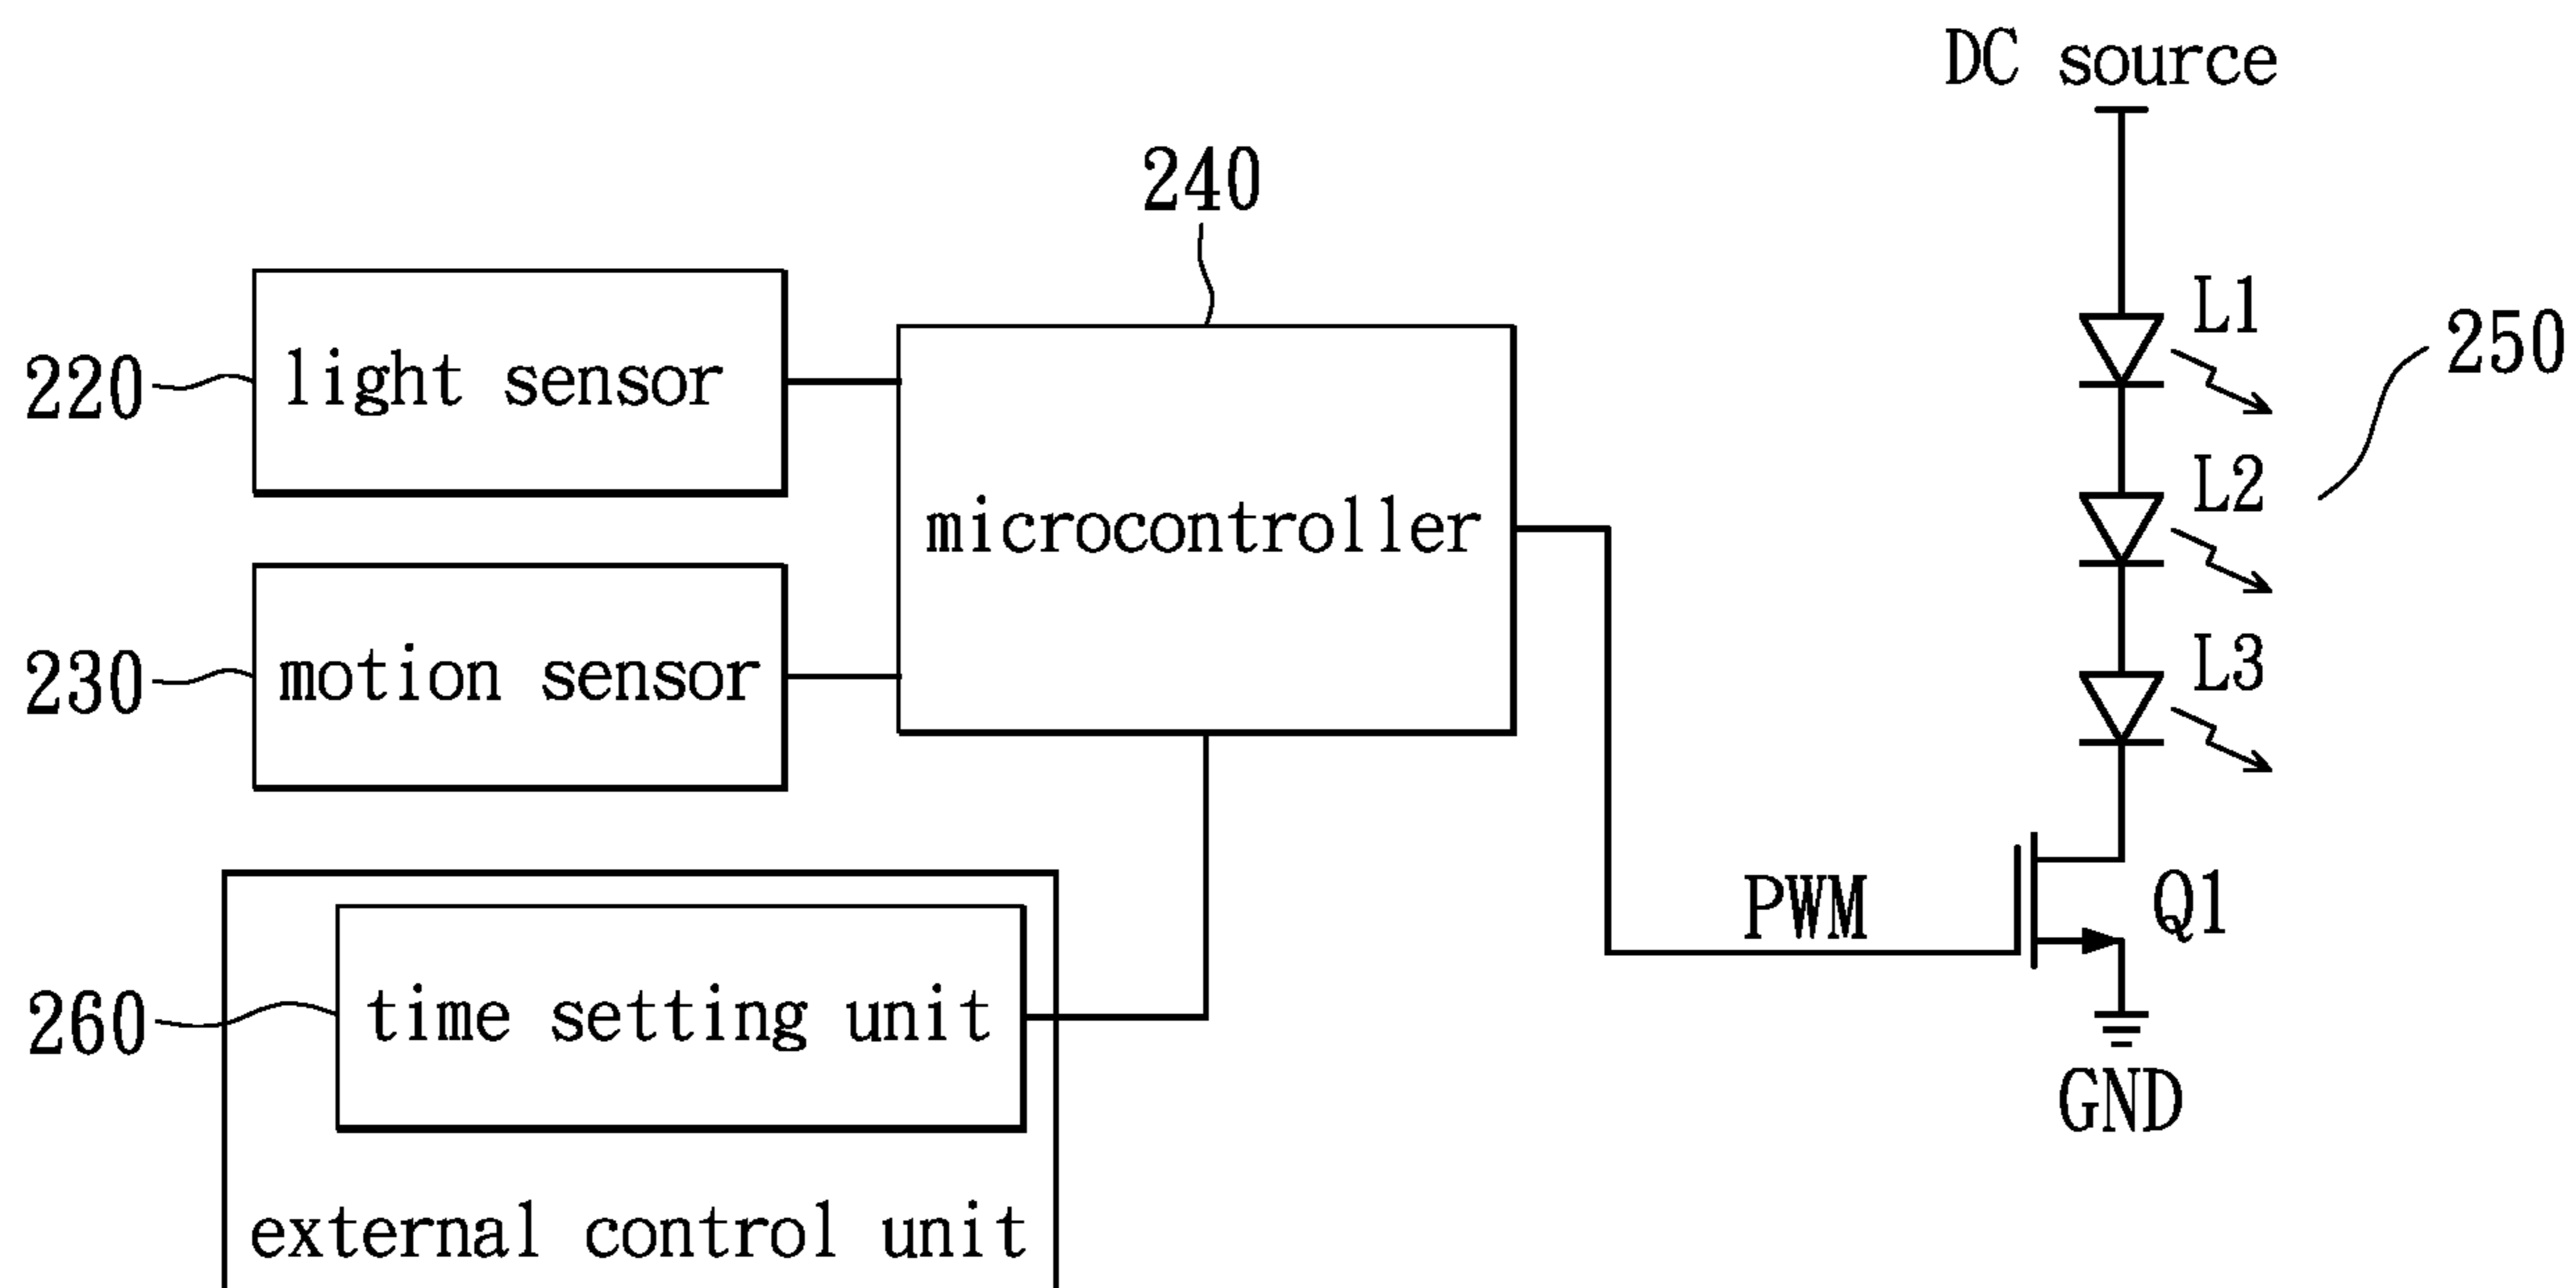 DC source
240
L1
220
light sensor
250
L2
microcontroller
L3
230
motion sensor
PWM
Q1
260
time setting unit
GND
external control unit